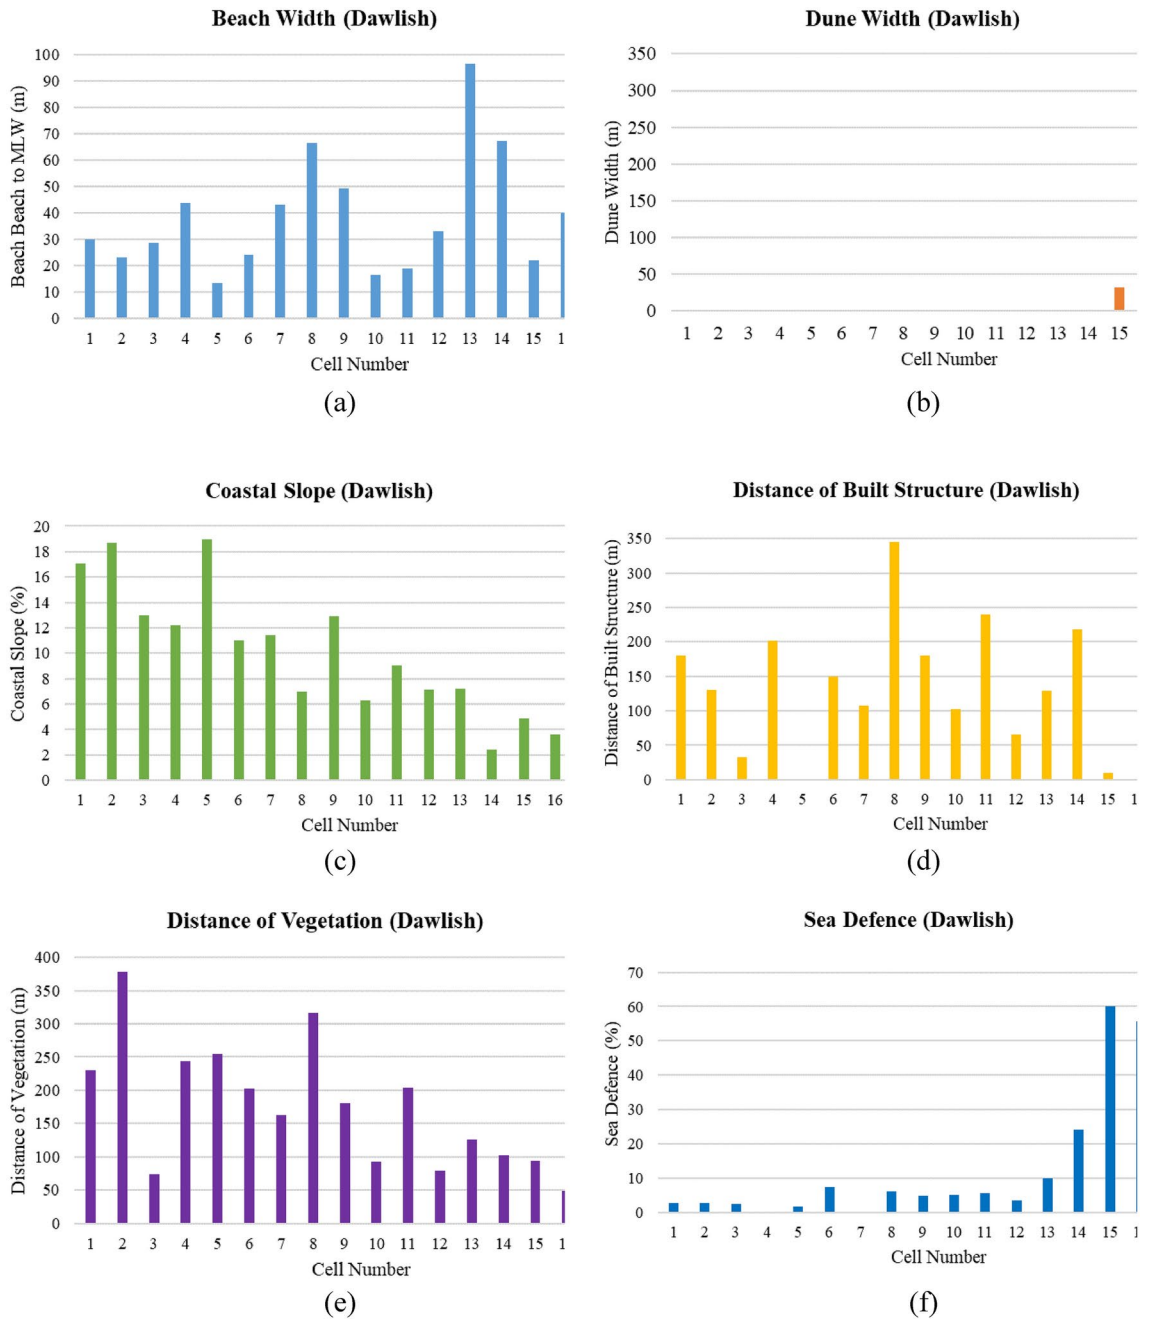 Beach Width (Dawlish)
Beach Beach to MLW (m)
100
90
80
70
60
50
40
30
20
10
0
1 2 3 4 5 6 7 8 9 10 11 12 13 14 15 1
Cell Number
(a)
Dune Width (Dawlish)
Dune Width (m)
350
300
250
200
150
100
50
0
1 2 3 4 5 6 7 8 9 10 11 12 13 14 15
Cell Number
(b)
Coastal Slope (Dawlish)
Coastal Slope (%)
20
18
16
14
12
10
8
6
4
2
0
1 2 3 4 5 6 7 8 9 10 11 12 13 14 15 16
Cell Number
(c)
Distance of Built Structure (Dawlish)
Distance of Built Structure (m)
350
300
250
200
150
100
50
0
1 2 3 4 5 6 7 8 9 10 11 12 13 14 15 1
Cell Number
(d)
Distance of Vegetation (Dawlish)
Distance of Vegetation (m)
400
350
300
250
200
150
100
50
0
1 2 3 4 5 6 7 8 9 10 11 12 13 14 15 1
Cell Number
(e)
Sea Defence (Dawlish)
Sea Defence (%)
70
60
50
40
30
20
10
0
1 2 3 4 5 6 7 8 9 10 11 12 13 14 15 1
Cell Number
(f)